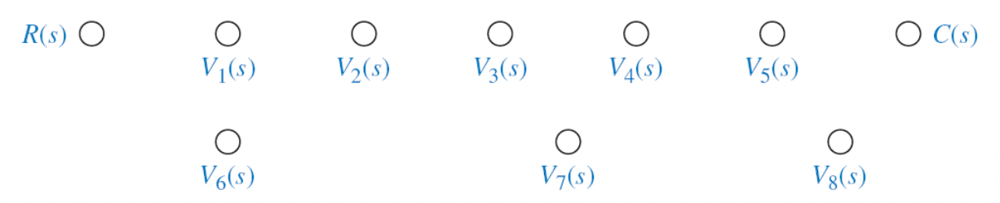 R(s) C(s)
V₁(s) V₂(s) V₃(s) V₄(s) V₅(s)
V₆(s) V₇(s) V₈(s)